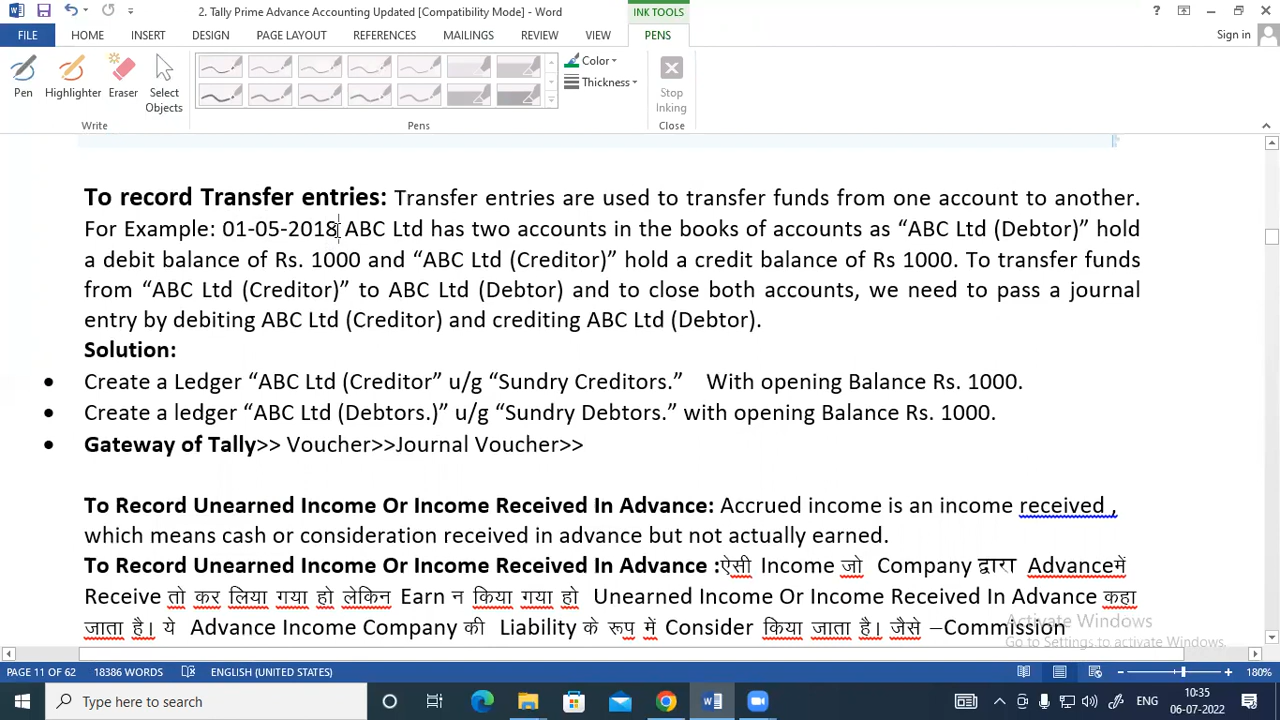 2. Tally Prime Advance Accounting Updated [Compatibility Mode] - Word
INK TOOLS
FILE HOME INSERT DESIGN PAGE LAYOUT REFERENCES MAILINGS REVIEW VIEW PENS Sign in
Pen Highlighter Eraser Select Objects
Color
Thickness
Stop Inking
Write Pens Close
To record Transfer entries: Transfer entries are used to transfer funds from one account to another.
For Example: 01-05-2018 ABC Ltd has two accounts in the books of accounts as “ABC Ltd (Debtor)” hold
a debit balance of Rs. 1000 and “ABC Ltd (Creditor)” hold a credit balance of Rs 1000. To transfer funds
from “ABC Ltd (Creditor)” to ABC Ltd (Debtor) and to close both accounts, we need to pass a journal
entry by debiting ABC Ltd (Creditor) and crediting ABC Ltd (Debtor).
Solution:
• Create a Ledger “ABC Ltd (Creditor” u/g “Sundry Creditors.” With opening Balance Rs. 1000.
• Create a ledger “ABC Ltd (Debtors.)” u/g “Sundry Debtors.” with opening Balance Rs. 1000.
• Gateway of Tally>> Voucher>>Journal Voucher>>
To Record Unearned Income Or Income Received In Advance: Accrued income is an income received ,
which means cash or consideration received in advance but not actually earned.
To Record Unearned Income Or Income Received In Advance :ऐसी Income जो Company द्वारा Advanceमें
Receive तो कर लिया गया हो लेकिन Earn न किया गया हो Unearned Income Or Income Received In Advance कहा
जाता है। ये Advance Income Company की Liability के रूप में Consider किया जाता है। जैसे –Commission
Activate Windows
Go to Settings to activate Windows.
PAGE 11 OF 62 18386 WORDS ENGLISH (UNITED STATES) 180%
Type here to search
ENG
10:35
06-07-2022